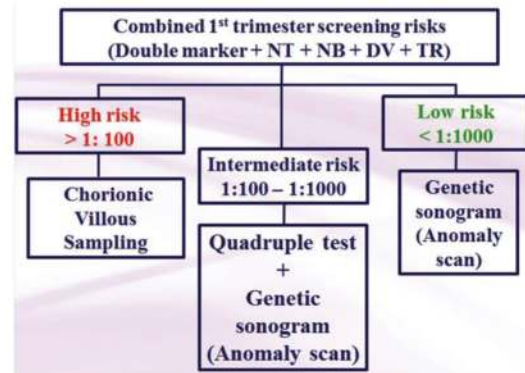 Combined 1st trimester screening risks
(Double marker + NT + NB + DV + TR)
High risk
> 1: 100
Chorionic
Villous
Sampling
Intermediate risk
1:100 – 1:1000
Quadruple test
+
Genetic
sonogram
(Anomaly scan)
Low risk
< 1:1000
Genetic
sonogram
(Anomaly
scan)